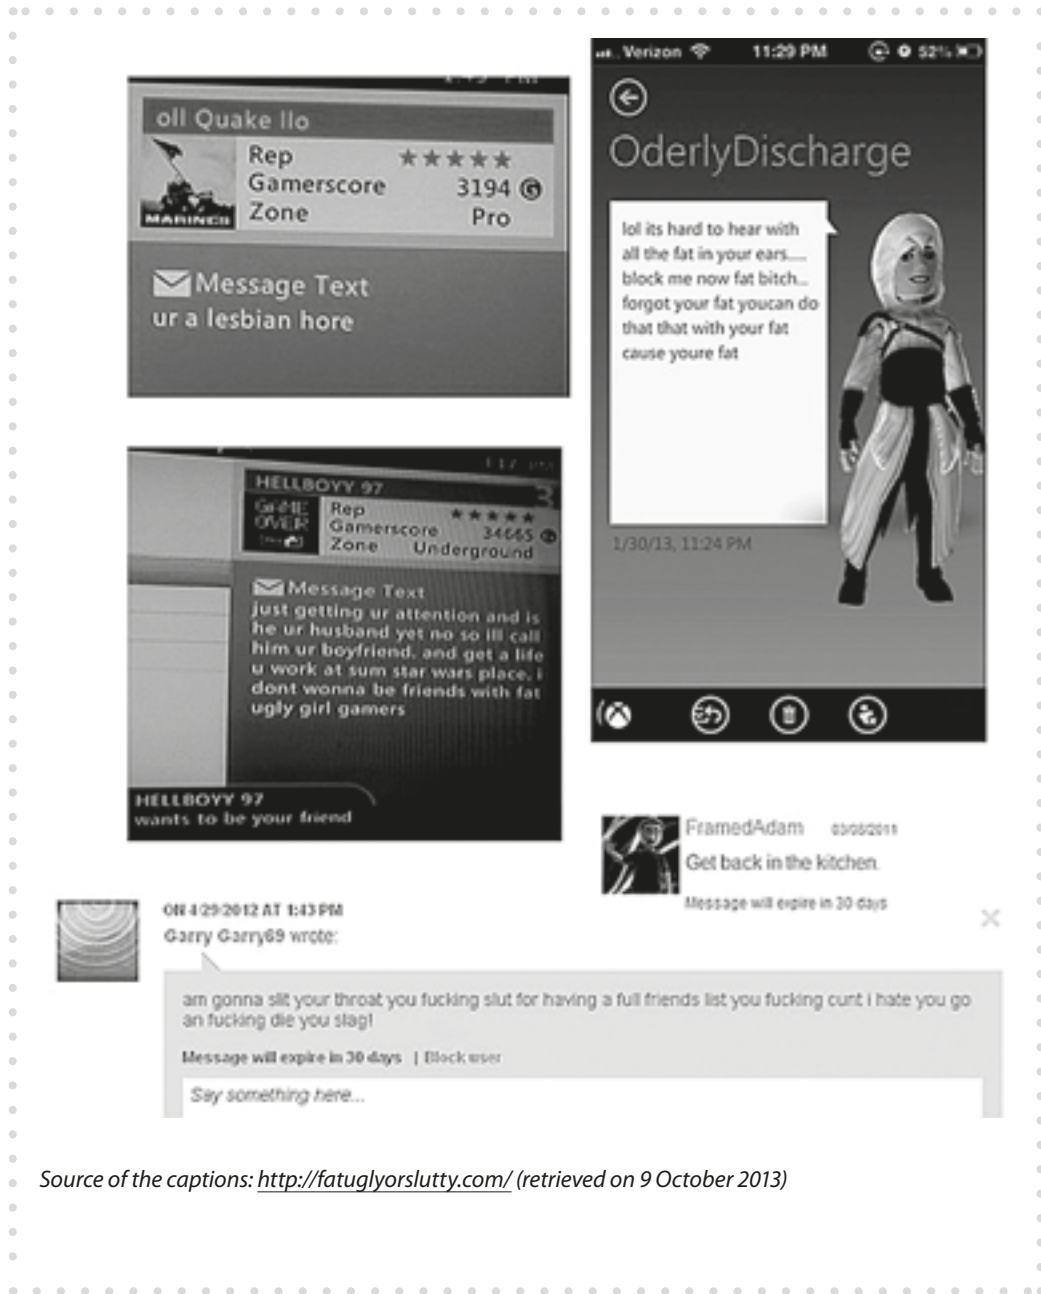 oll Quake llo
Rep
Gamerscore 3194 G
Zone Pro
MARINES
Message Text
ur a lesbian hore
Verizon 11:29 PM 52%
OderlyDischarge
lol its hard to hear with
all the fat in your ears....
block me now fat bitch...
forgot your fat youcan do
that that with your fat
cause youre fat
1/30/13, 11:24 PM
HELLBOYY 97
GAME
OVER
Rep
Gamerscore 34665 G
Zone Underground
Message Text
just getting ur attention and is
he ur husband yet no so ill call
him ur boyfriend. and get a life
u work at sum star wars place. i
dont wonna be friends with fat
ugly girl gamers
HELLBOYY 97
wants to be your friend
FramedAdam
Get back in the kitchen.
Message will expire in 30 days
ON 4/29/2012 AT 1:43 PM
Garry Garry69 wrote:
am gonna slit your throat you fucking slut for having a full friends list you fucking cunt i hate you go
an fucking die you slag!
Message will expire in 30 days | Block user
Say something here...
Source of the captions: http://fatuglyorslutty.com/ (retrieved on 9 October 2013)